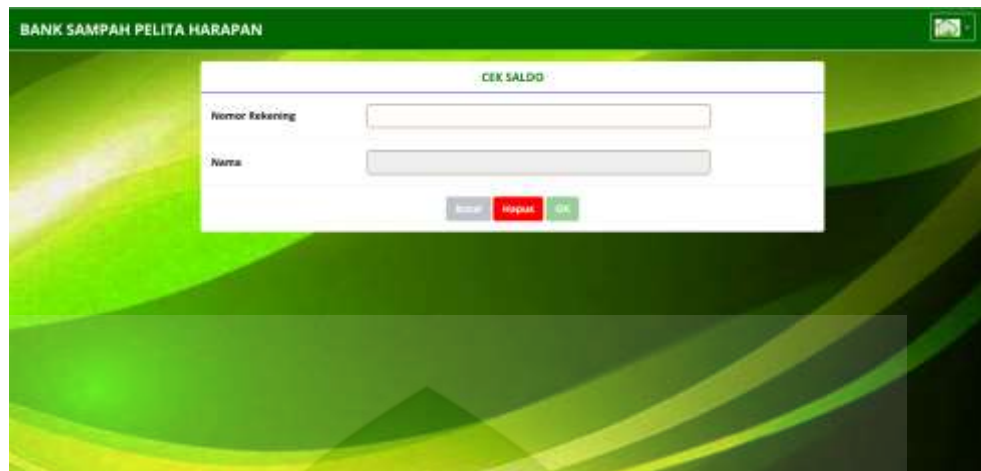 BANK SAMPAH PELITA HARAPAN
CEK SALDO
Nomor Rekening
Nama
Batal Hapus OK